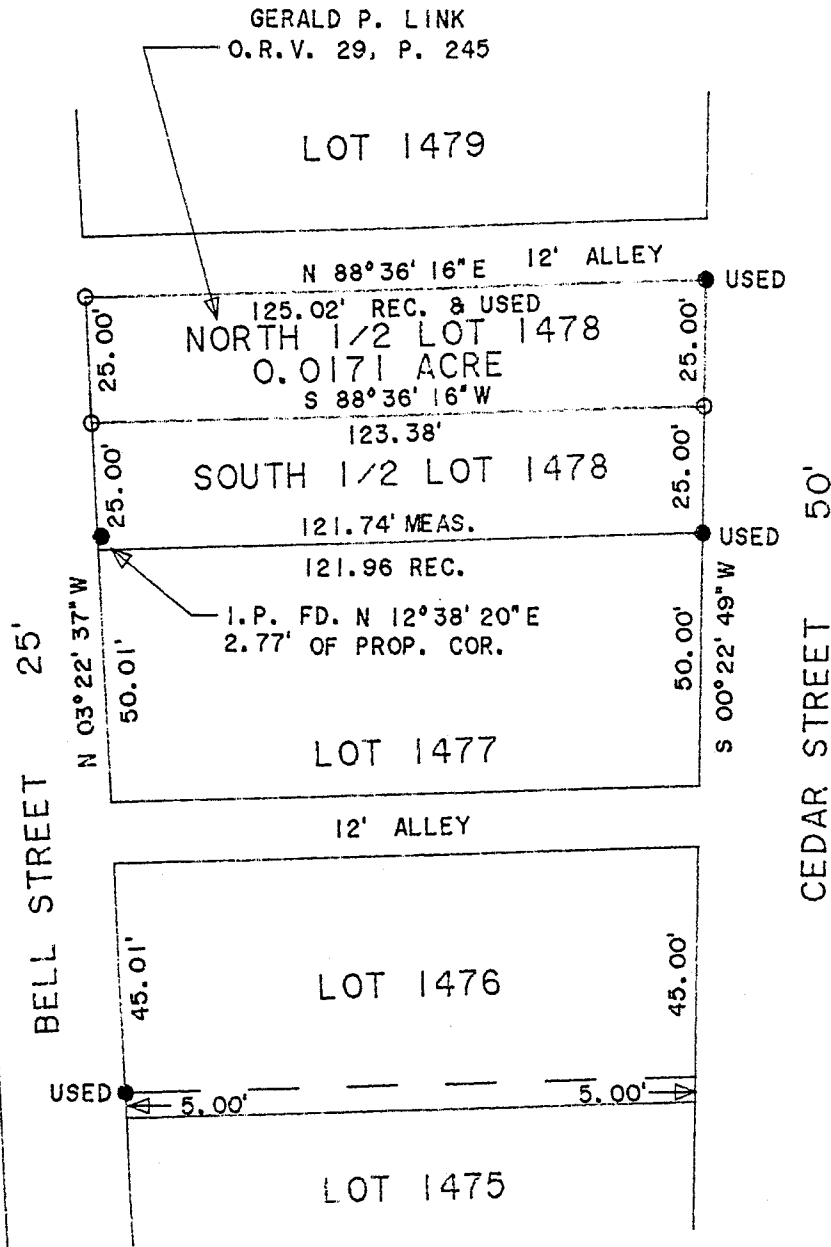 GERALD P. LINK
O.R.V. 29, P. 245
LOT 1479
N 88° 36' 16" E 12' ALLEY
USED
125.02' REC. & USED
25.00'
NORTH 1/2 LOT 1478
25.00'
0.0171 ACRE
S 88° 36' 16" W
123.38'
25.00'
SOUTH 1/2 LOT 1478
25.00'
50'
121.74' MEAS.
USED
121.96 REC.
I.P. FD. N 12° 38' 20" E
2.77' OF PROP. COR.
25'
N 03° 22' 37" W
50.01'
50.00'
S 00° 22' 49" W
LOT 1477
CEDAR STREET
12' ALLEY
BELL STREET
45.01'
LOT 1476
45.00'
USED
5.00'
5.00'
LOT 1475